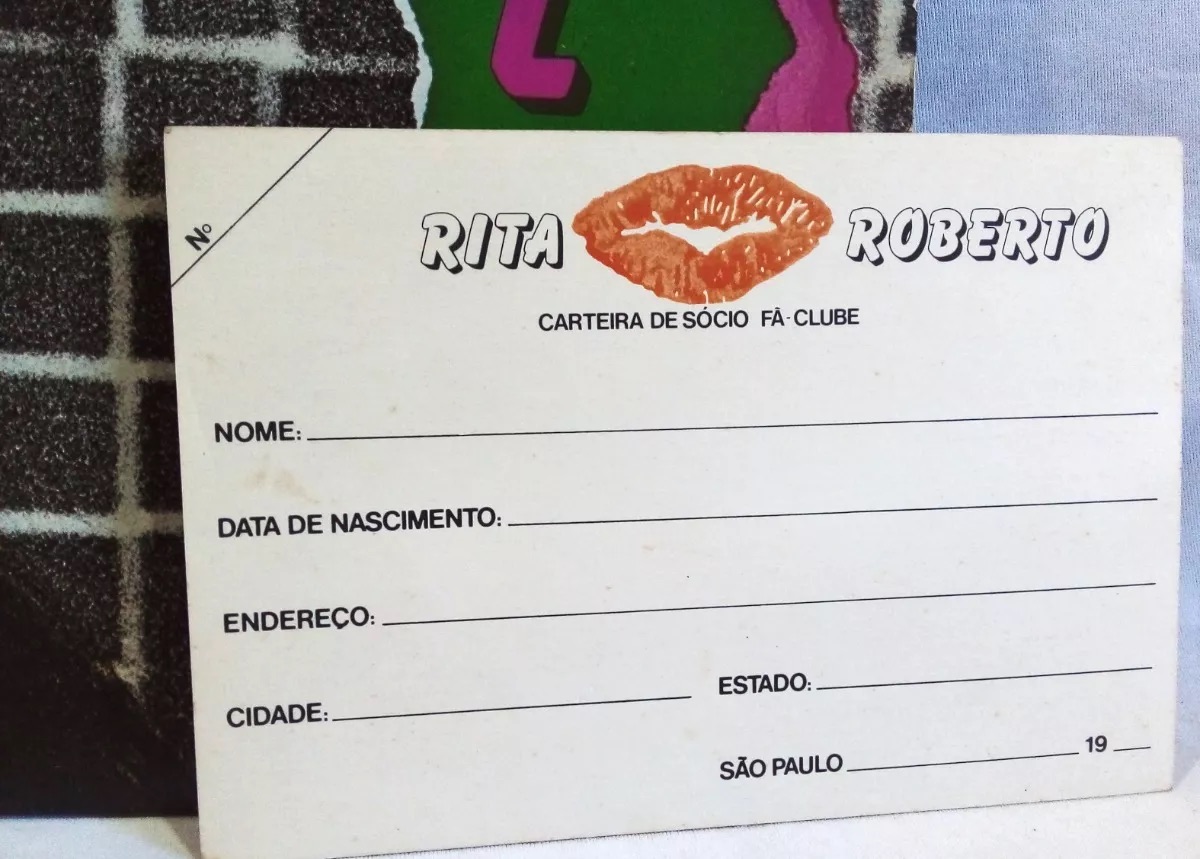 Nº
RITA ROBERTO
CARTEIRA DE SÓCIO FÃ-CLUBE
NOME:
DATA DE NASCIMENTO:
ENDEREÇO:
CIDADE: ESTADO:
SÃO PAULO 19